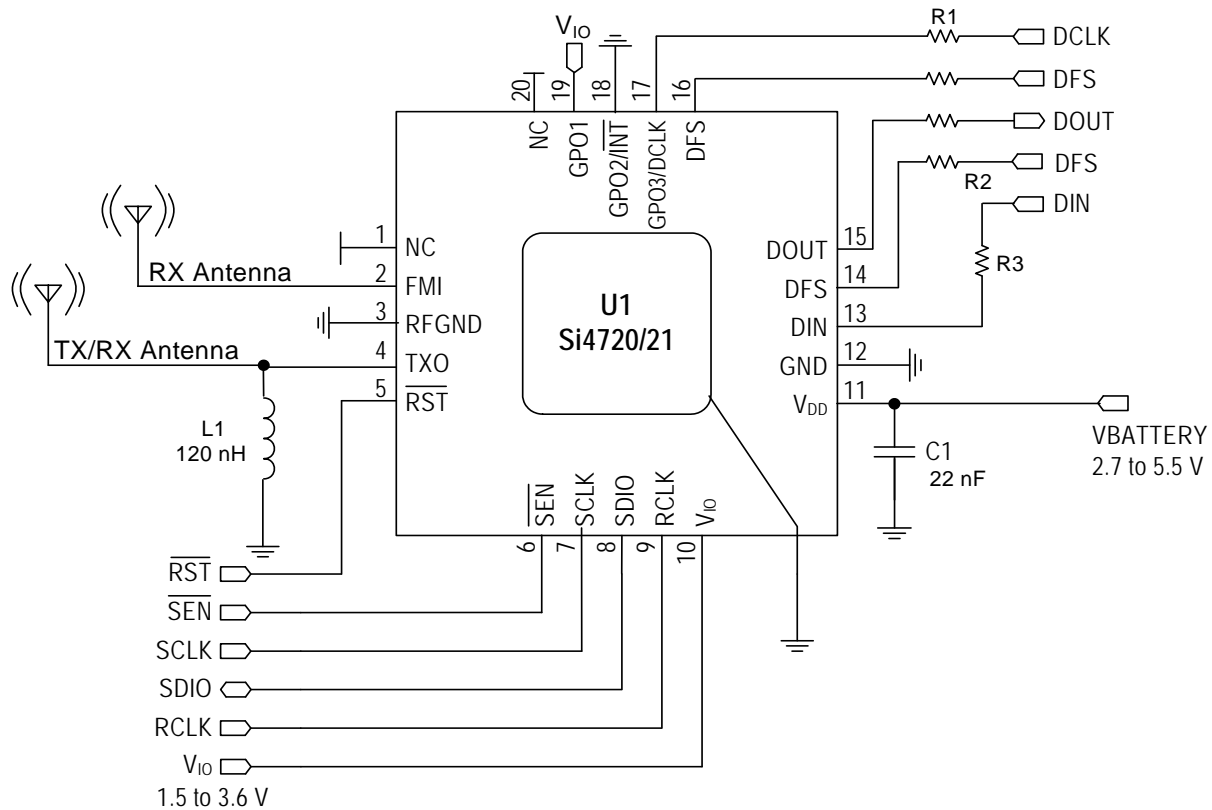 R1
DCLK
V_IO
DFS
DOUT
DFS
R2
DIN
R3
20
19
18
17
16
NC
GPO1
GPO2/INT
GPO3/DCLK
DFS
1
NC
RX Antenna
2
FMI
3
RFGND
TX/RX Antenna
4
TXO
5
RST
U1
Si4720/21
DOUT
15
DFS
14
DIN
13
GND
12
V_DD
11
L1
120 nH
C1
22 nF
VBATTERY
2.7 to 5.5 V
SEN
SCLK
SDIO
RCLK
V_IO
6
7
8
9
10
RST
SEN
SCLK
SDIO
RCLK
V_IO
1.5 to 3.6 V